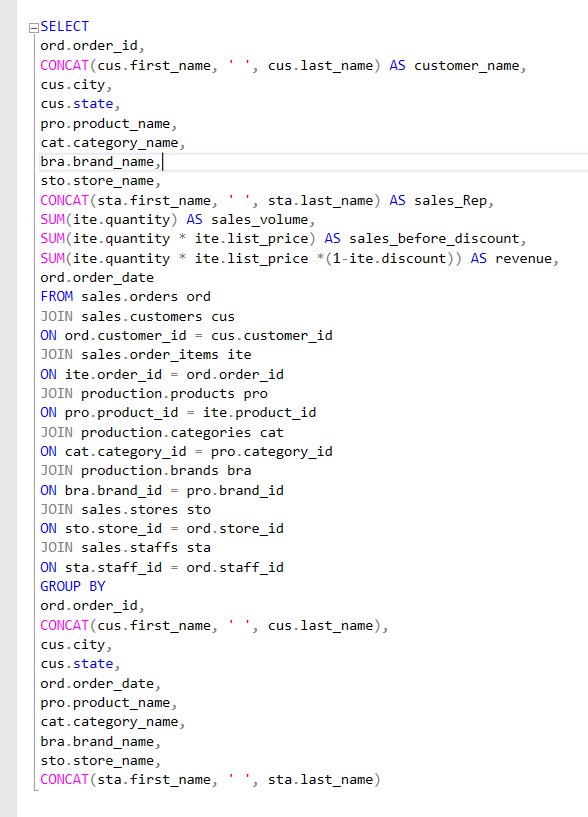 SELECT
ord.order_id,
CONCAT(cus.first_name, ' ', cus.last_name) AS customer_name,
cus.city,
cus.state,
pro.product_name,
cat.category_name,
bra.brand_name,
sto.store_name,
CONCAT(sta.first_name, ' ', sta.last_name) AS sales_Rep,
SUM(ite.quantity) AS sales_volume,
SUM(ite.quantity * ite.list_price) AS sales_before_discount,
SUM(ite.quantity * ite.list_price *(1-ite.discount)) AS revenue,
ord.order_date
FROM sales.orders ord
JOIN sales.customers cus
ON ord.customer_id = cus.customer_id
JOIN sales.order_items ite
ON ite.order_id = ord.order_id
JOIN production.products pro
ON pro.product_id = ite.product_id
JOIN production.categories cat
ON cat.category_id = pro.category_id
JOIN production.brands bra
ON bra.brand_id = pro.brand_id
JOIN sales.stores sto
ON sto.store_id = ord.store_id
JOIN sales.staffs sta
ON sta.staff_id = ord.staff_id
GROUP BY
ord.order_id,
CONCAT(cus.first_name, ' ', cus.last_name),
cus.city,
cus.state,
ord.order_date,
pro.product_name,
cat.category_name,
bra.brand_name,
sto.store_name,
CONCAT(sta.first_name, ' ', sta.last_name)